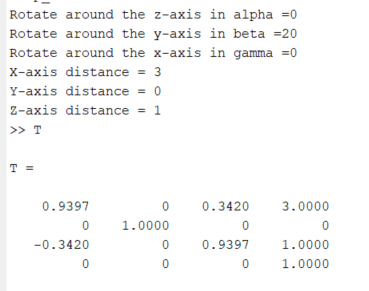 Rotate around the z-axis in alpha =0
Rotate around the y-axis in beta =20
Rotate around the x-axis in gamma =0
X-axis distance = 3
Y-axis distance = 0
Z-axis distance = 1
>> T
T =
0.9397 0 0.3420 3.0000
0 1.0000 0 0
-0.3420 0 0.9397 1.0000
0 0 0 1.0000